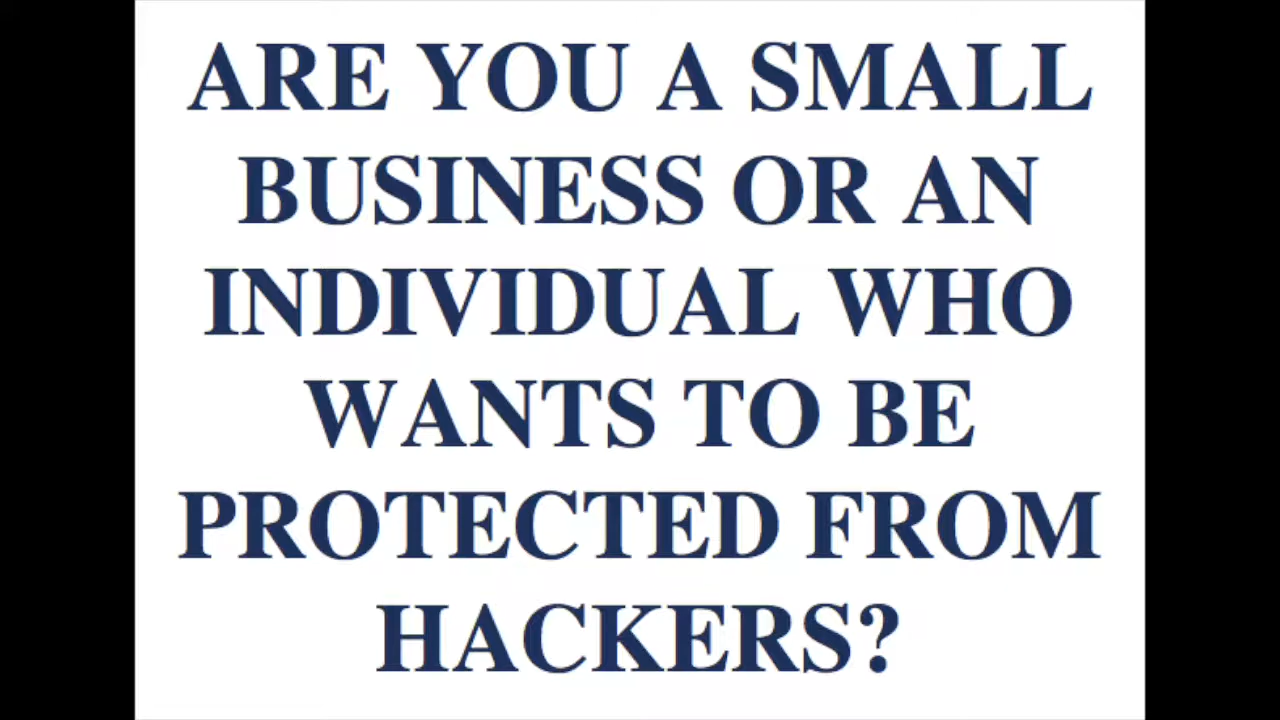 ARE YOU A SMALL
BUSINESS OR AN
INDIVIDUAL WHO
WANTS TO BE
PROTECTED FROM
HACKERS?